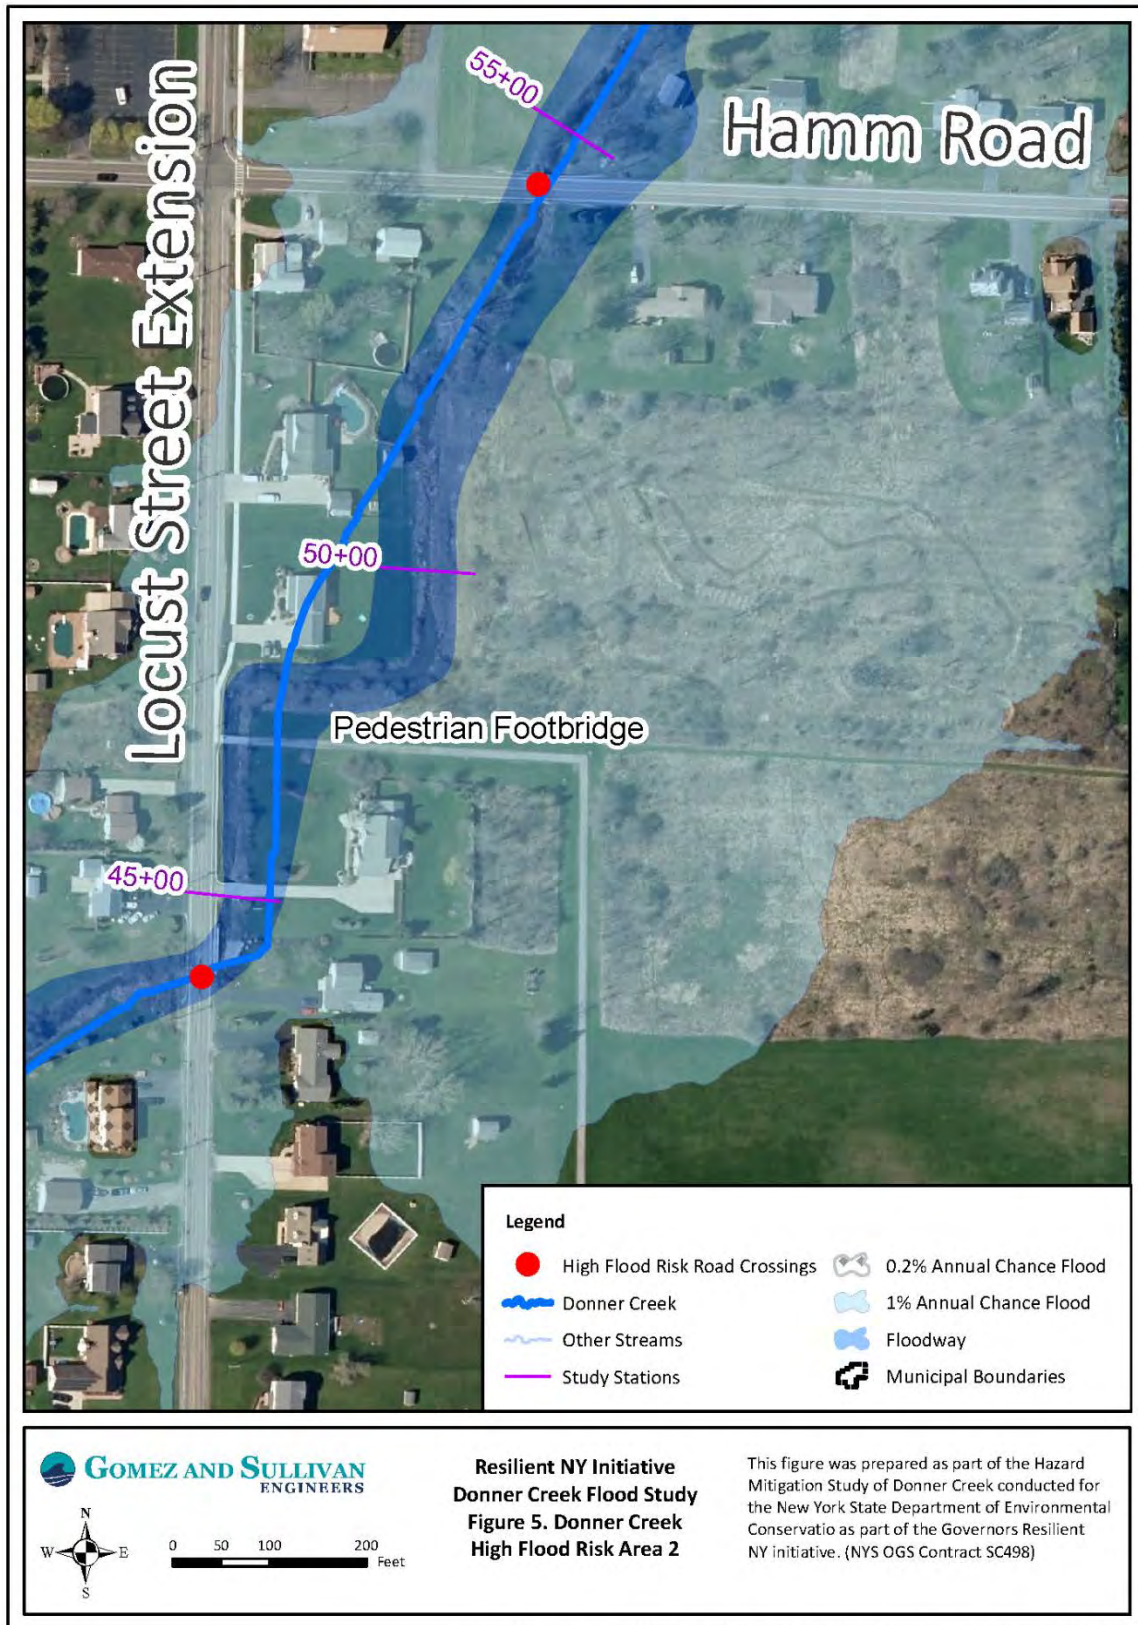 55+00
Hamm Road
Locust Street Extension
50+00
Pedestrian Footbridge
45+00
Legend
High Flood Risk Road Crossings
Donner Creek
Other Streams
Study Stations
0.2% Annual Chance Flood
1% Annual Chance Flood
Floodway
Municipal Boundaries
GOMEZ AND SULLIVAN
ENGINEERS
N
W E
S
0 50 100 200
Feet
Resilient NY Initiative
Donner Creek Flood Study
Figure 5. Donner Creek
High Flood Risk Area 2
This figure was prepared as part of the Hazard
Mitigation Study of Donner Creek conducted for
the New York State Department of Environmental
Conservatio as part of the Governors Resilient
NY initiative. (NYS OGS Contract SC498)